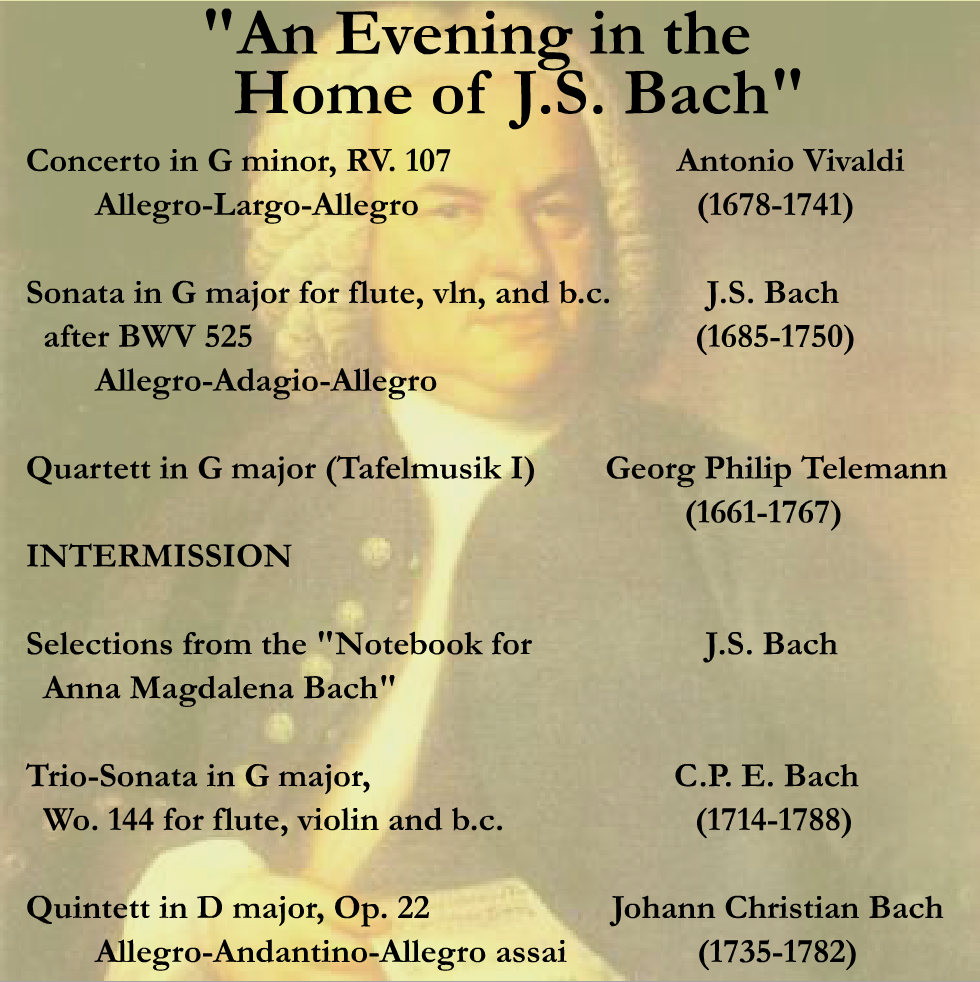 "An Evening in the
Home of J.S. Bach"
Concerto in G minor, RV. 107 Antonio Vivaldi
Allegro-Largo-Allegro (1678-1741)
Sonata in G major for flute, vln, and b.c. J.S. Bach
after BWV 525 (1685-1750)
Allegro-Adagio-Allegro
Quartett in G major (Tafelmusik I) Georg Philip Telemann
(1661-1767)
INTERMISSION
Selections from the "Notebook for J.S. Bach
Anna Magdalena Bach"
Trio-Sonata in G major, C.P. E. Bach
Wo. 144 for flute, violin and b.c. (1714-1788)
Quintett in D major, Op. 22 Johann Christian Bach
Allegro-Andantino-Allegro assai (1735-1782)